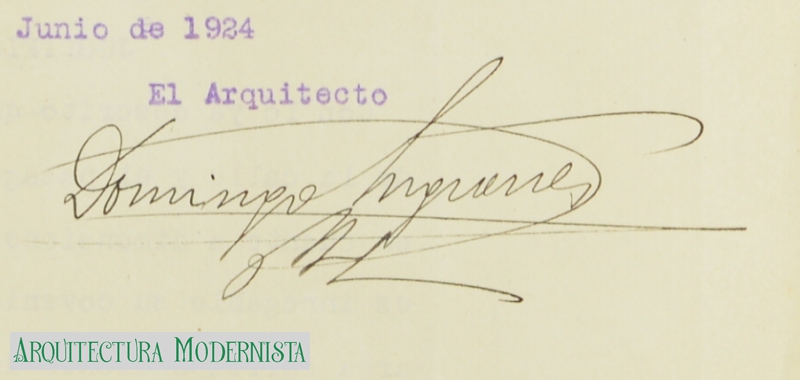 Junio de 1924
El Arquitecto
Domingo Sugrañes
ARQUITECTURA MODERNISTA